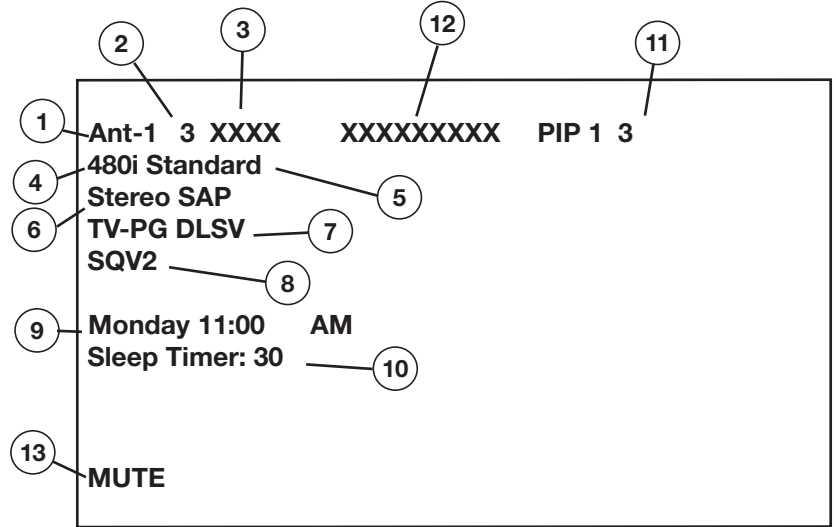 2
3
12
11
1
Ant-1 3 XXXX XXXXXXXXX PIP 1 3
4
480i Standard
5
6
Stereo SAP
TV-PG DLSV
7
SQV2
8
9
Monday 11:00 AM
Sleep Timer: 30
10
13
MUTE